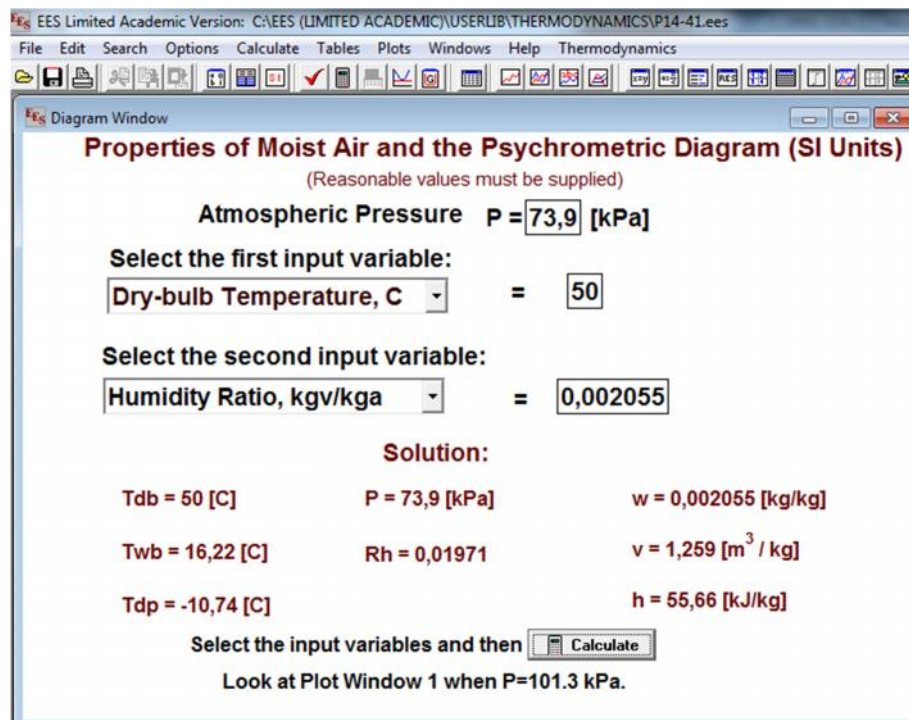 EES Limited Academic Version: C:\EES (LIMITED ACADEMIC)\USERLIB\THERMODYNAMICS\P14-41.ees
File Edit Search Options Calculate Tables Plots Windows Help Thermodynamics
Diagram Window
Properties of Moist Air and the Psychrometric Diagram (SI Units)
(Reasonable values must be supplied)
Atmospheric Pressure P = 73,9 [kPa]
Select the first input variable:
Dry-bulb Temperature, C = 50
Select the second input variable:
Humidity Ratio, kgv/kga = 0,002055
Solution:
Tdb = 50 [C] P = 73,9 [kPa] w = 0,002055 [kg/kg]
Twb = 16,22 [C] Rh = 0,01971 v = 1,259 [m³ / kg]
Tdp = -10,74 [C] h = 55,66 [kJ/kg]
Select the input variables and then Calculate
Look at Plot Window 1 when P=101.3 kPa.